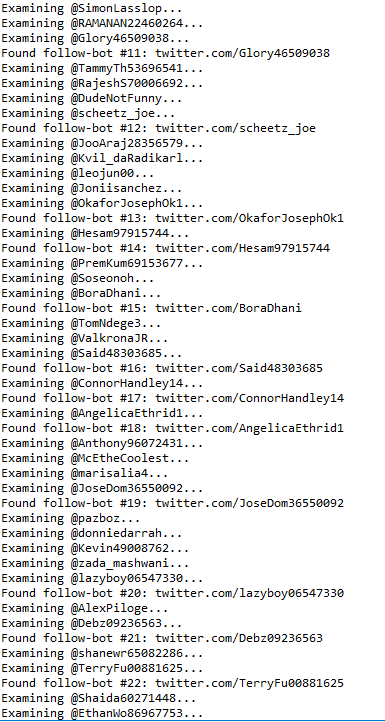 Examining @SimonLasslop...
Examining @RAMANAN22460264...
Examining @Glory46509038...
Found follow-bot #11: twitter.com/Glory46509038
Examining @TammyTh53696541...
Examining @RajeshS70006692...
Examining @DudeNotFunny...
Examining @scheetz_joe...
Found follow-bot #12: twitter.com/scheetz_joe
Examining @JooAraj28356579...
Examining @Kvil_daRadikarl...
Examining @leojun00...
Examining @Joniisanchez...
Examining @OkaforJosephOk1...
Found follow-bot #13: twitter.com/OkaforJosephOk1
Examining @Hesam97915744...
Found follow-bot #14: twitter.com/Hesam97915744
Examining @PremKum69153677...
Examining @Soseonoh...
Examining @BoraDhani...
Found follow-bot #15: twitter.com/BoraDhani
Examining @TomNdege3...
Examining @ValkronaJR...
Examining @Said48303685...
Found follow-bot #16: twitter.com/Said48303685
Examining @ConnorHandley14...
Found follow-bot #17: twitter.com/ConnorHandley14
Examining @AngelicaEthrid1...
Found follow-bot #18: twitter.com/AngelicaEthrid1
Examining @Anthony96072431...
Examining @McEtheCoolest...
Examining @marisalia4...
Examining @JoseDom36550092...
Found follow-bot #19: twitter.com/JoseDom36550092
Examining @pazboz...
Examining @donniedarrah...
Examining @Kevin49008762...
Examining @zada_mashwani...
Examining @lazyboy06547330...
Found follow-bot #20: twitter.com/lazyboy06547330
Examining @AlexPiloge...
Examining @Debz09236563...
Found follow-bot #21: twitter.com/Debz09236563
Examining @shanewr65082286...
Examining @TerryFu00881625...
Found follow-bot #22: twitter.com/TerryFu00881625
Examining @Shaida60271448...
Examining @EthanWo86967753...